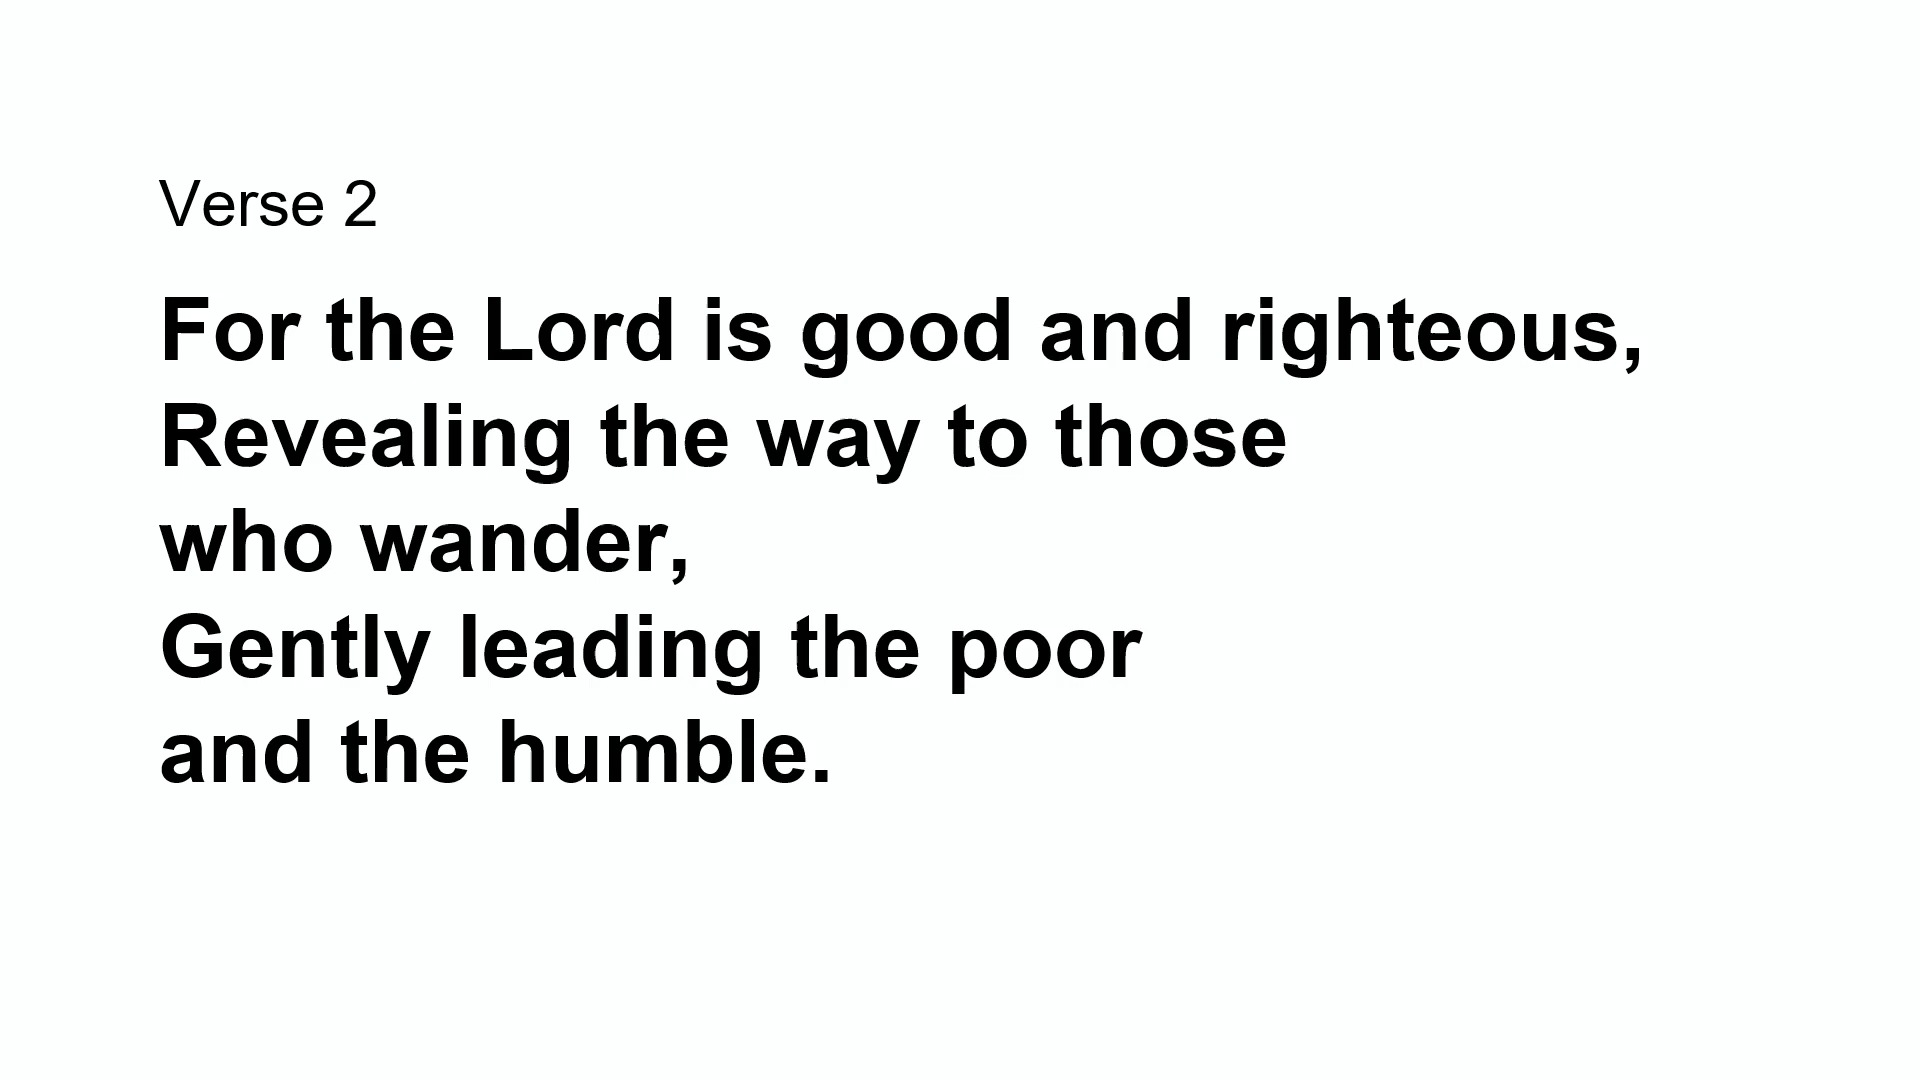 Verse 2
For the Lord is good and righteous,
Revealing the way to those
who wander,
Gently leading the poor
and the humble.